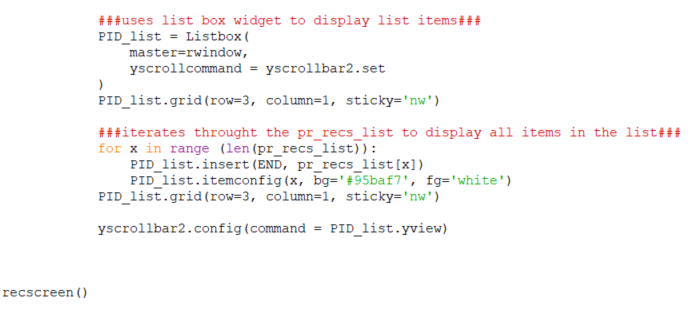 ###uses list box widget to display list items###
PID_list = Listbox(
    master=rwindow,
    yscrollcommand = yscrollbar2.set
)
PID_list.grid(row=3, column=1, sticky='nw')
###iterates throught the pr_recs_list to display all items in the list###
for x in range (len(pr_recs_list)):
    PID_list.insert(END, pr_recs_list[x])
    PID_list.itemconfig(x, bg='#95baf7', fg='white')
PID_list.grid(row=3, column=1, sticky='nw')
yscrollbar2.config(command = PID_list.yview)
recscreen()